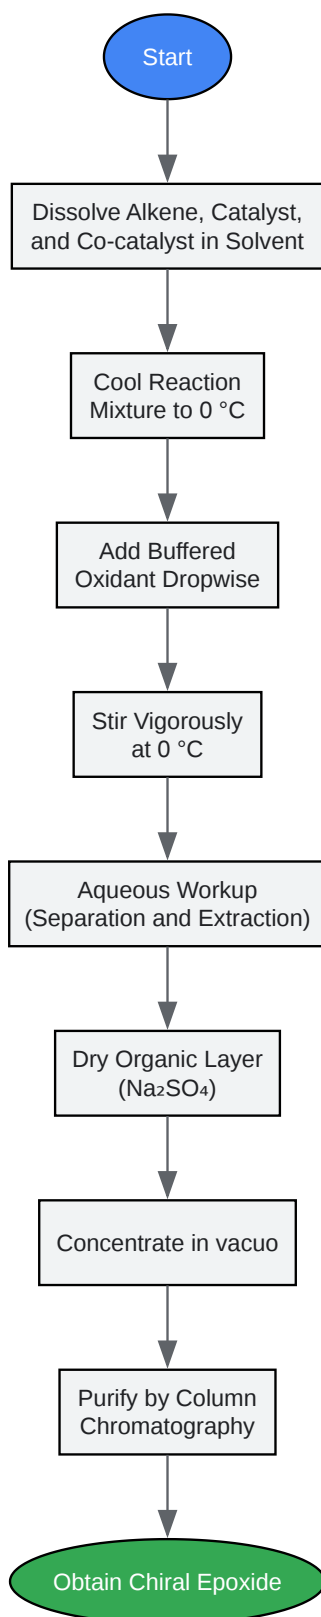 Start
Dissolve Alkene, Catalyst,
and Co-catalyst in Solvent
Cool Reaction
Mixture to 0 °C
Add Buffered
Oxidant Dropwise
Stir Vigorously
at 0 °C
Aqueous Workup
(Separation and Extraction)
Dry Organic Layer
(Na₂SO₄)
Concentrate in vacuo
Purify by Column
Chromatography
Obtain Chiral Epoxide